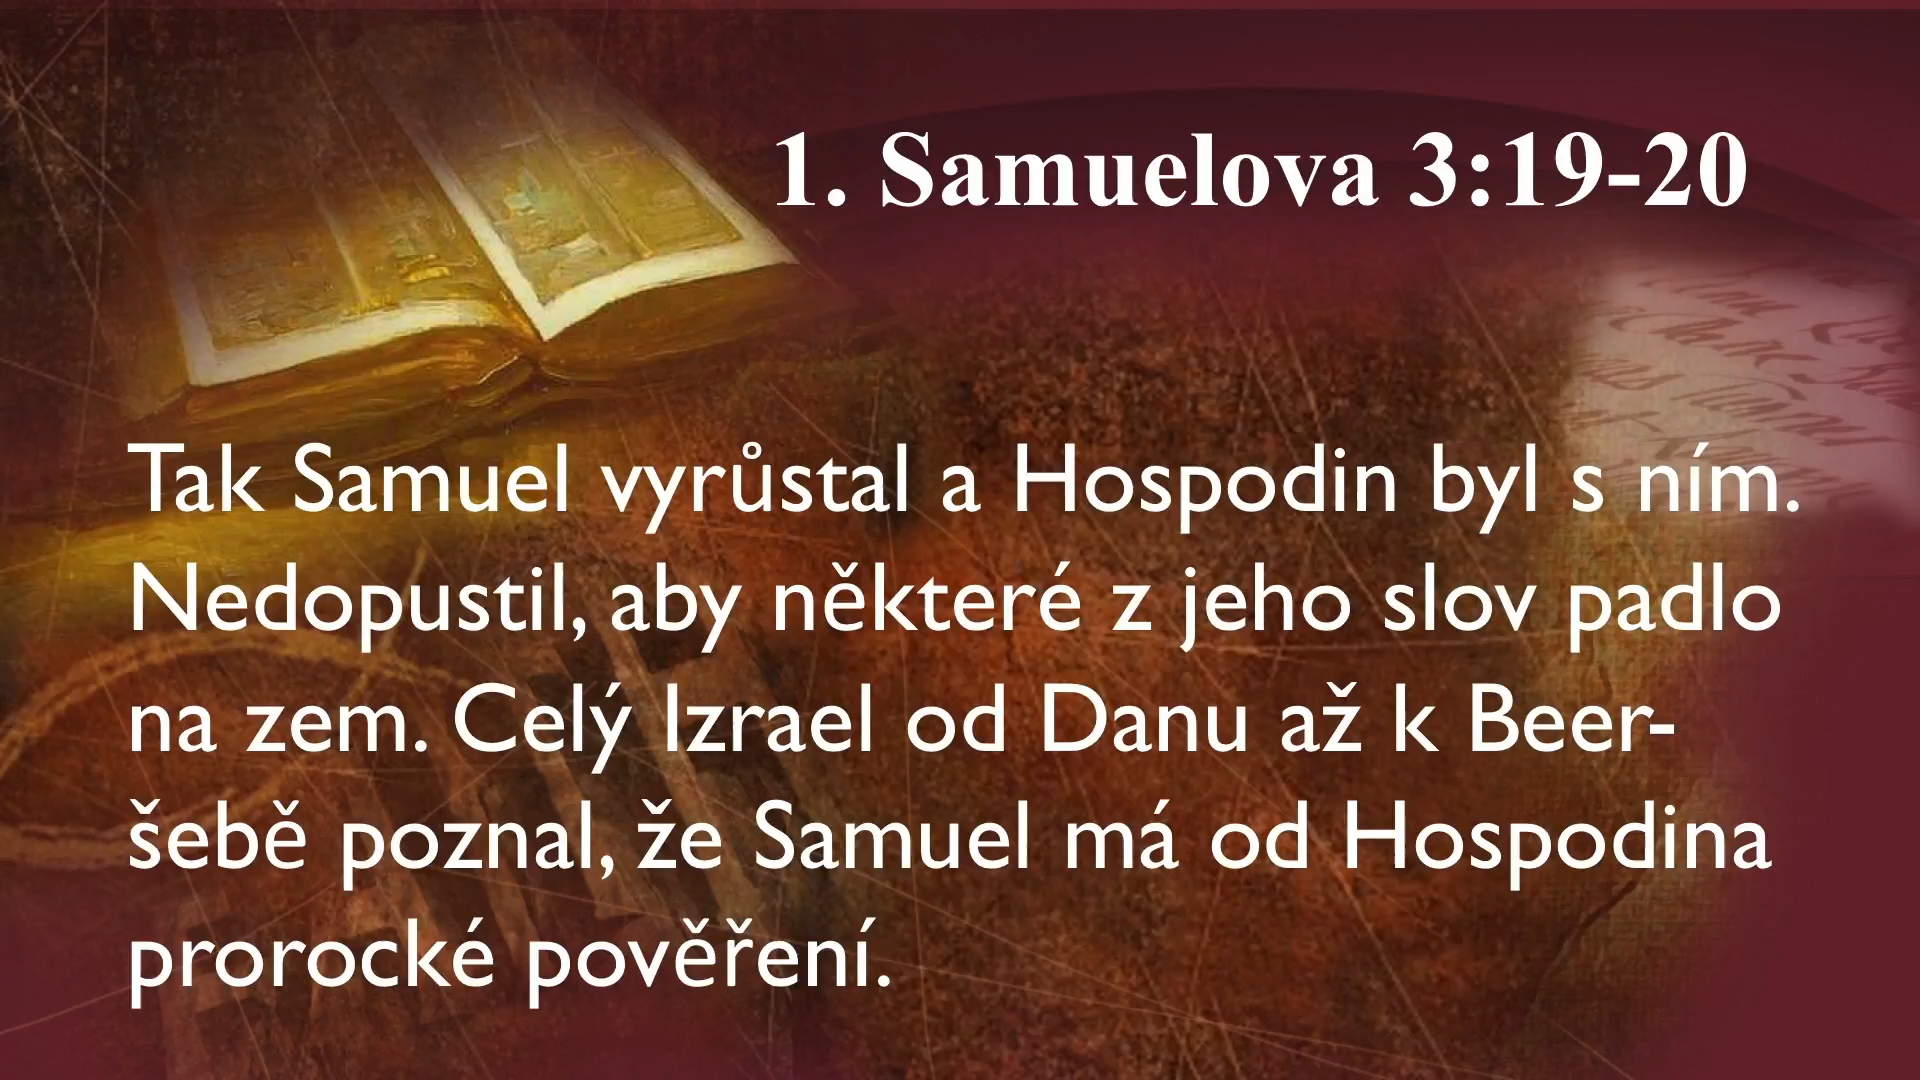 1. Samuelova 3:19-20
Tak Samuel vyrůstal a Hospodin byl s ním.
Nedopustil, aby některé z jeho slov padlo
na zem. Celý Izrael od Danu až k Beer-
šebě poznal, že Samuel má od Hospodina
prorocké pověření.